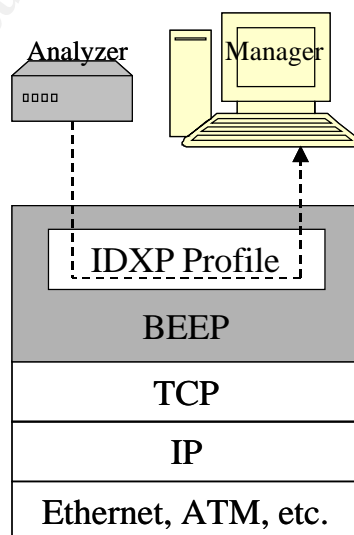 Analyzer
Manager
IDXP Profile
BEEP
TCP
IP
Ethernet, ATM, etc.